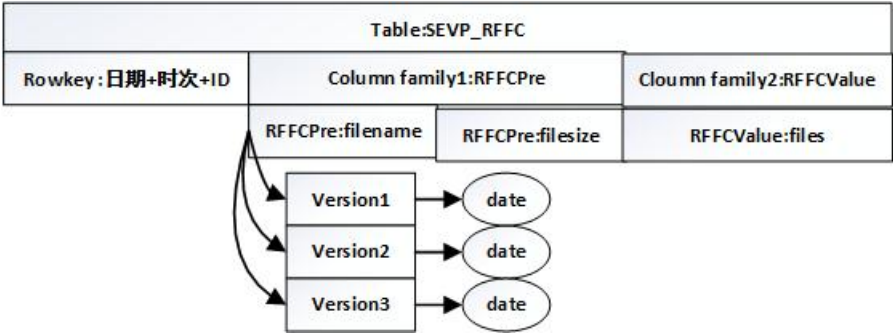 Table:SEVP_RFFC
Rowkey:日期+时次+ID
Column family1:RFFCPre
Cloumn family2:RFFCValue
RFFCPre:filename
RFFCPre:filesize
RFFCValue:files
Version1
date
Version2
date
Version3
date